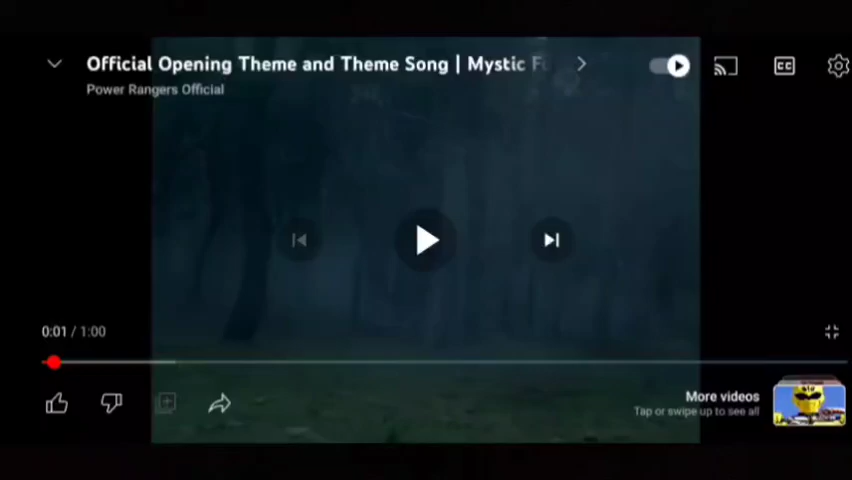 Official Opening Theme and Theme Song | Mystic
Power Rangers Official
CC
0:01 / 1:00
More videos
Tap or swipe up to see all